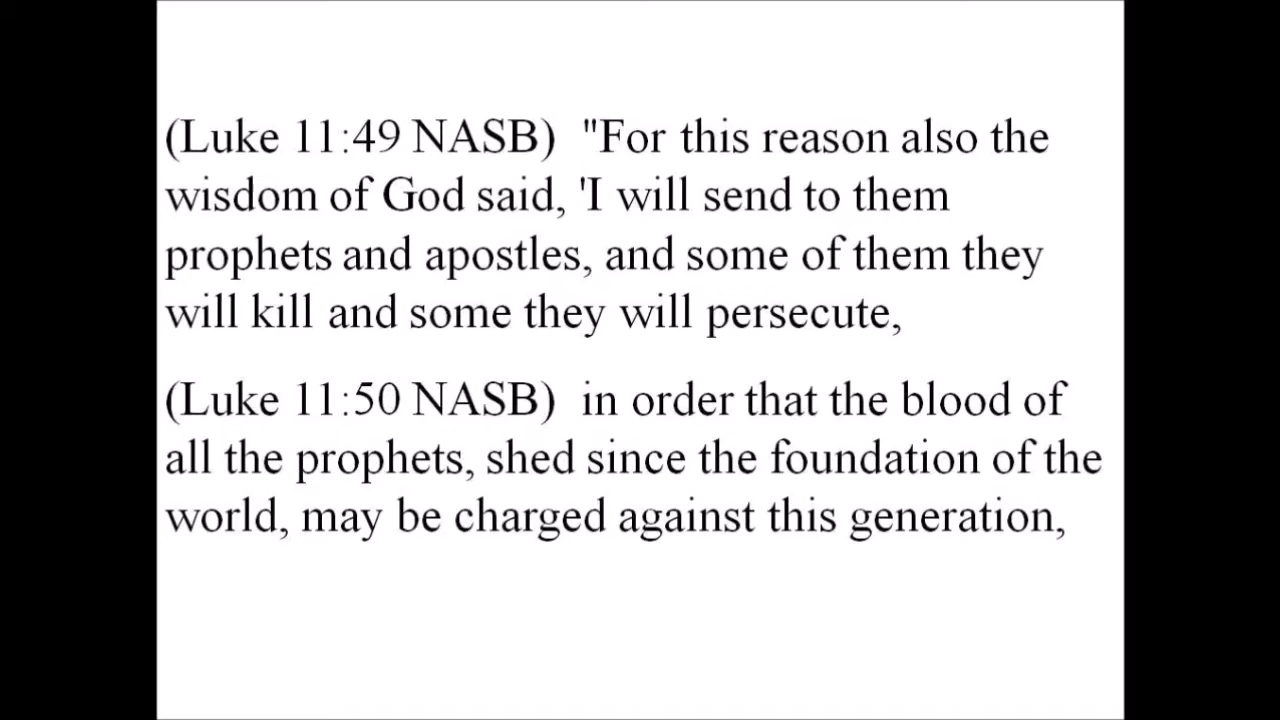 (Luke 11:49 NASB)  "For this reason also the
wisdom of God said, 'I will send to them
prophets and apostles, and some of them they
will kill and some they will persecute,
(Luke 11:50 NASB)  in order that the blood of
all the prophets, shed since the foundation of the
world, may be charged against this generation,